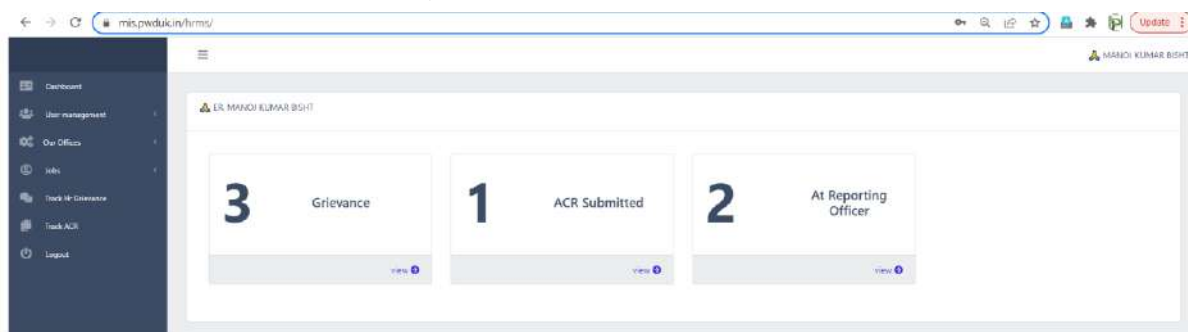 mis.pwduk.in/hrms/
Update
MANOJ KUMAR BISHT
Dashboard
ER. MANOJ KUMAR BISHT
User management
Our Offices
Jobs
Track Hr Grievance
Track ACR
Logout
3 Grievance
1 ACR Submitted
2 At Reporting
Officer
view
view
view